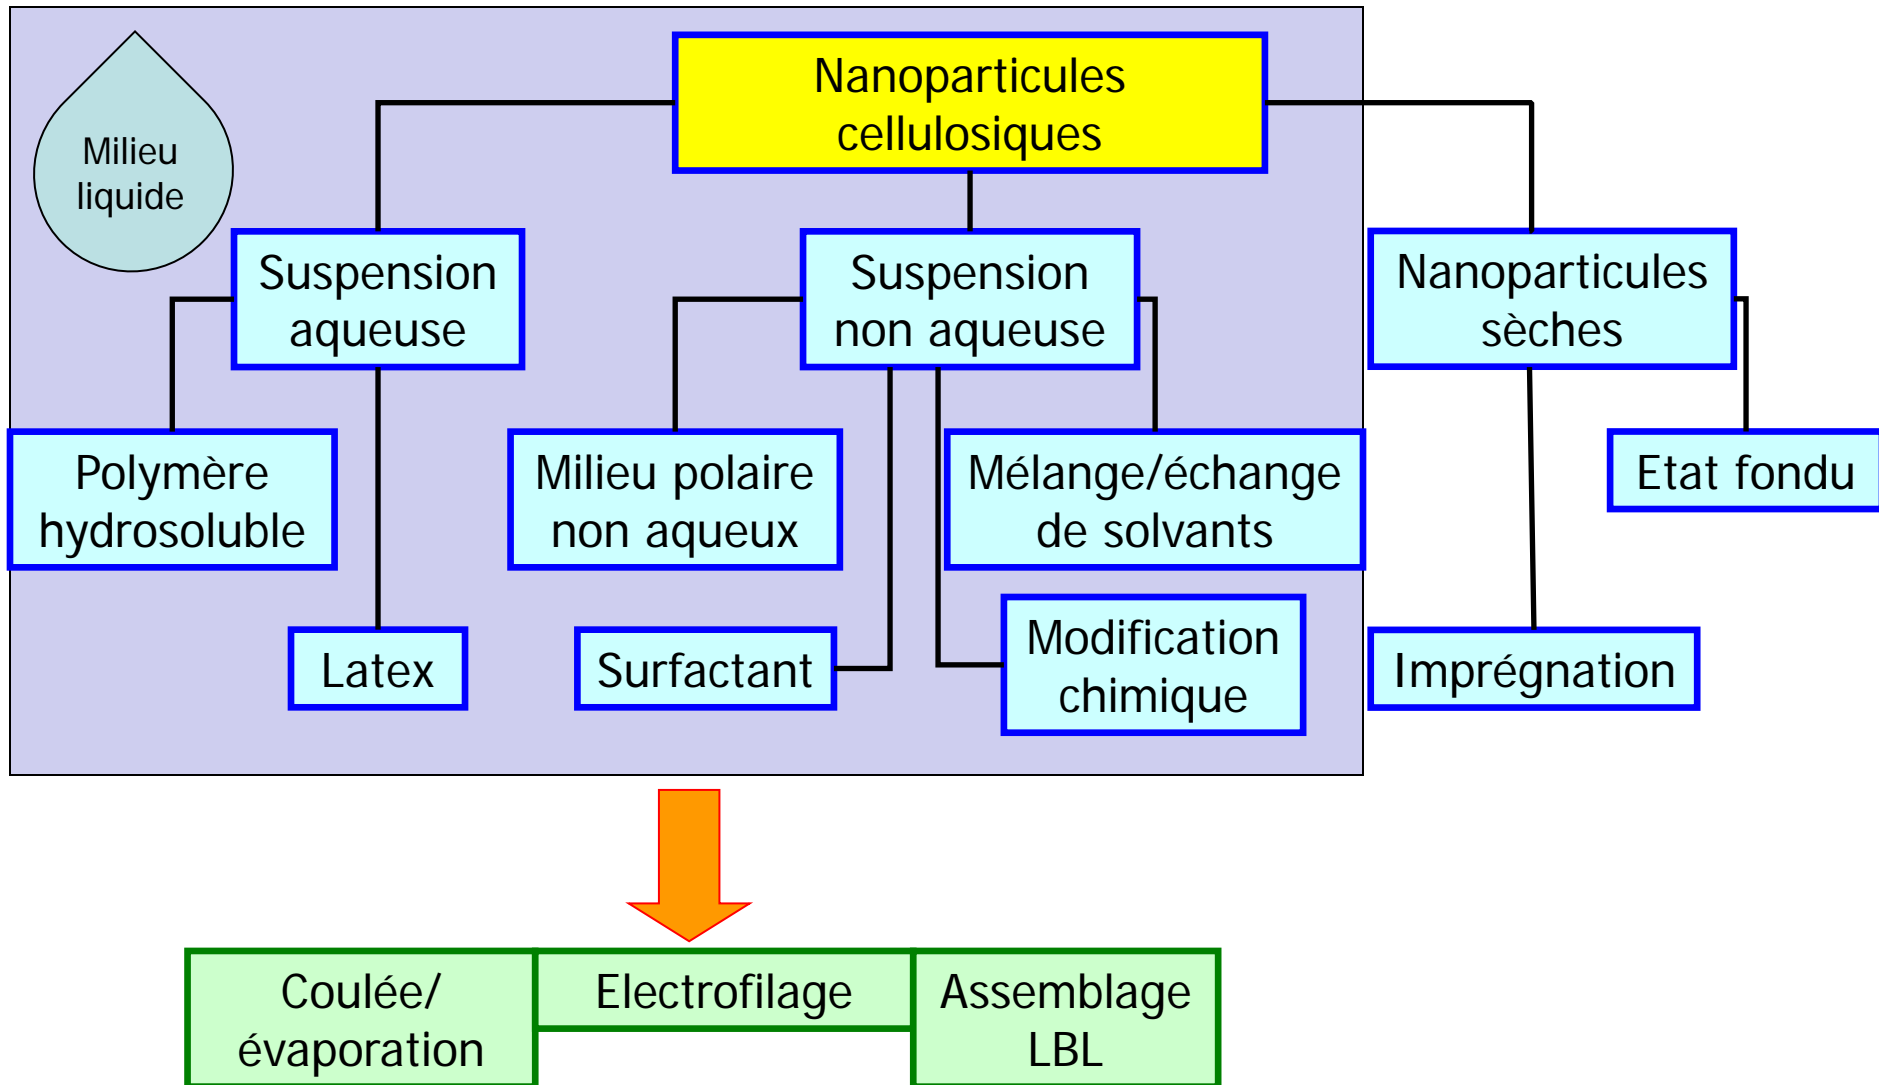 Nanoparticules
cellulosiques
Milieu
liquide
Suspension
aqueuse
Suspension
non aqueuse
Nanoparticules
sèches
Polymère
hydrosoluble
Milieu polaire
non aqueux
Mélange/échange
de solvants
Etat fondu
Latex
Surfactant
Modification
chimique
Imprégnation
Coulée/
évaporation
Electrofilage
Assemblage
LBL